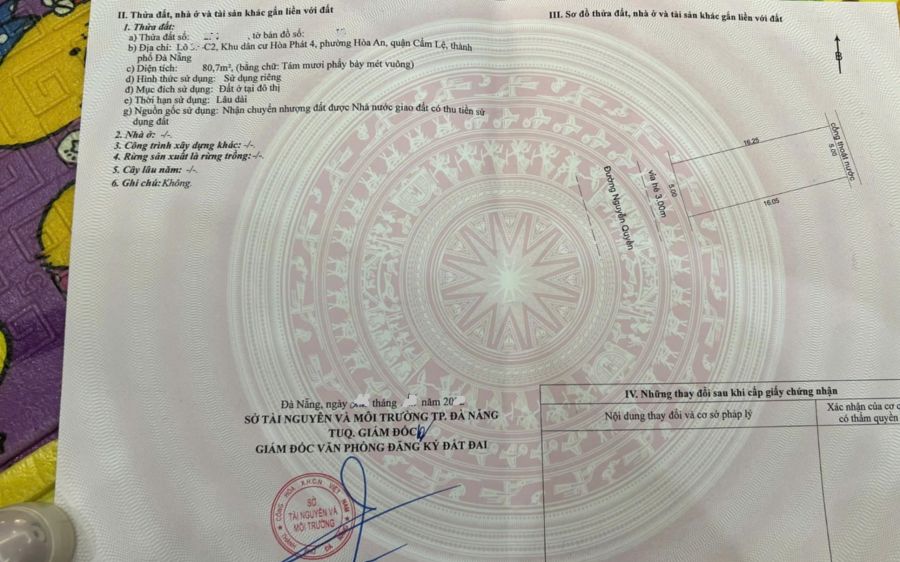 II. Thửa đất, nhà ở và tài sản khác gắn liền với đất
1. Thửa đất:
a) Thửa đất số: , tờ bản đồ số:
b) Địa chỉ: Lô -C2, Khu dân cư Hòa Phát 4, phường Hòa An, quận Cẩm Lệ, thành
phố Đà Nẵng
c) Diện tích: 80,7m², (bằng chữ: Tám mươi phẩy bảy mét vuông)
d) Hình thức sử dụng: Sử dụng riêng
đ) Mục đích sử dụng: Đất ở tại đô thị
e) Thời hạn sử dụng: Lâu dài
g) Nguồn gốc sử dụng: Nhận chuyển nhượng đất được Nhà nước giao đất có thu tiền sử
dụng đất
2. Nhà ở: -/-.
3. Công trình xây dựng khác: -/-.
4. Rừng sản xuất là rừng trồng:-/-.
5. Cây lâu năm: -/-.
6. Ghi chú: Không.
Đà Nẵng, ngày tháng năm 20
SỞ TÀI NGUYÊN VÀ MÔI TRƯỜNG TP. ĐÀ NẴNG
TUQ. GIÁM ĐỐC
GIÁM ĐỐC VĂN PHÒNG ĐĂNG KÝ ĐẤT ĐAI
CỘNG HÒA X.H.C.N VIỆT NAM
SỞ
TÀI NGUYÊN VÀ
MÔI TRƯỜNG
III. Sơ đồ thửa đất, nhà ở và tài sản khác gắn liền với đất
B
16.25
cống thoát nước
5.00
5.00
vỉa hè 3.00m
Đường Nguyễn Quyền
16.05
IV. Những thay đổi sau khi cấp giấy chứng nhận
Nội dung thay đổi và cơ sở pháp lý
Xác nhận của cơ
có thẩm quyền